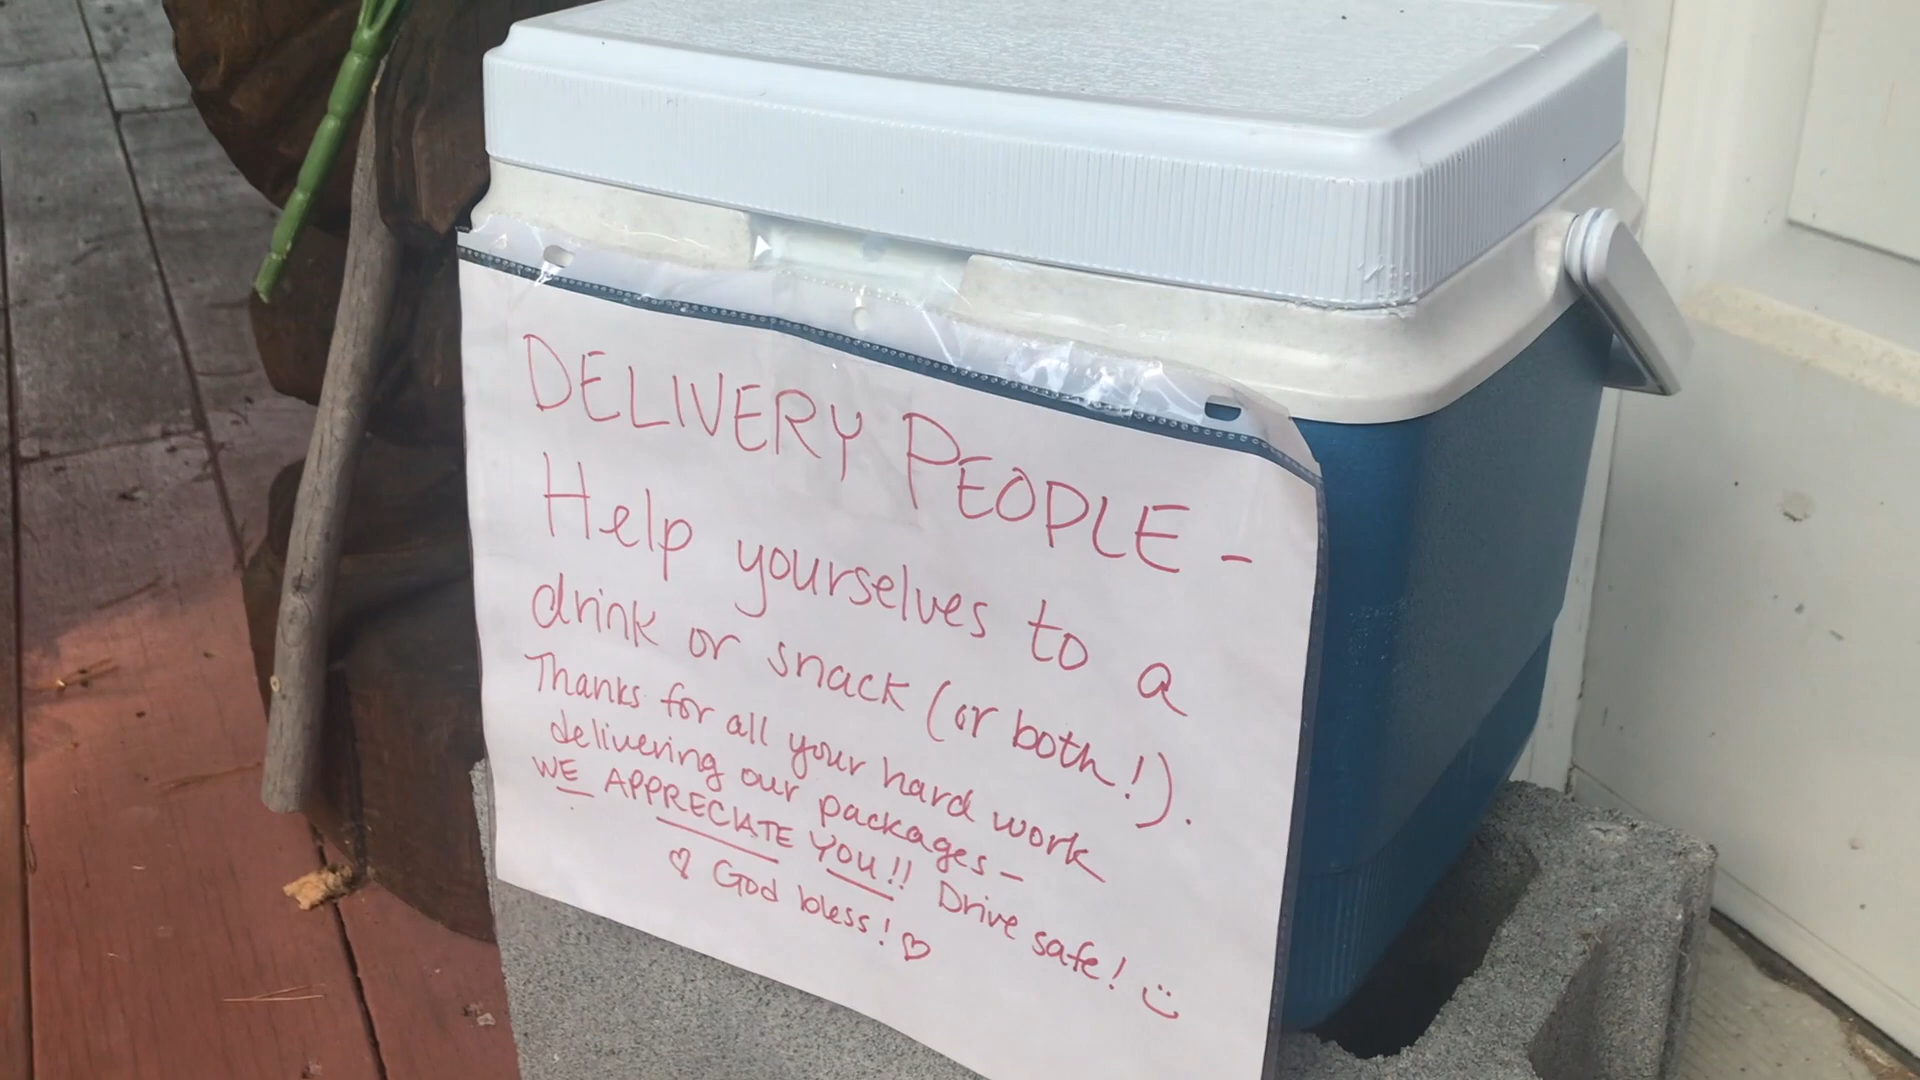 DELIVERY PEOPLE -
Help yourselves to a
drink or snack (or both!).
Thanks for all your hard work
delivering our packages -
WE APPRECIATE YOU!! Drive safe! :)
♡ God bless! ♡